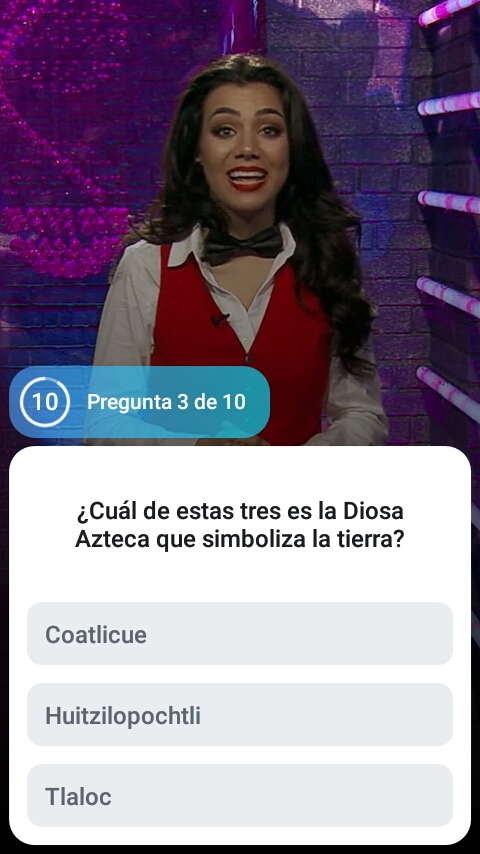 10 Pregunta 3 de 10
¿Cuál de estas tres es la Diosa
Azteca que simboliza la tierra?
Coatlicue
Huitzilopochtli
Tlaloc